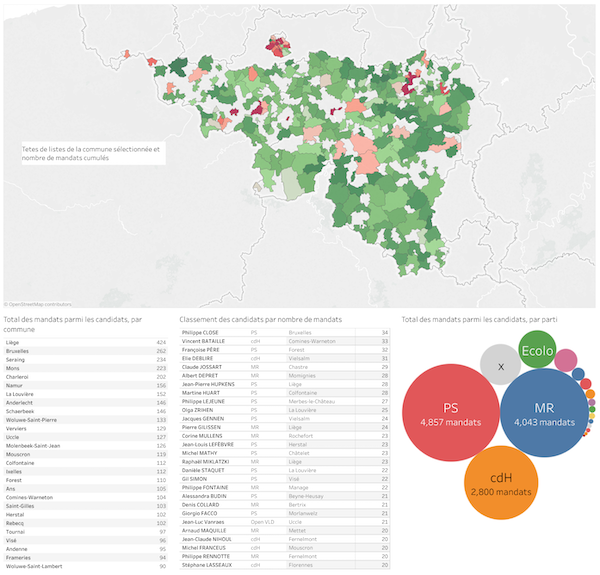 Tetes de listes de la commune sélectionnée et
nombre de mandats cumulés
© OpenStreetMap contributors
Total des mandats parmi les candidats, par
commune
Liège 424
Bruxelles 262
Seraing 234
Mons 223
Charleroi 202
Namur 156
La Louvière 152
Anderlecht 146
Schaerbeek 146
Woluwe-Saint-Pierre 133
Verviers 129
Uccle 127
Molenbeek-Saint-Jean 126
Mouscron 119
Colfontaine 112
Ixelles 112
Forest 110
Ans 105
Comines-Warneton 104
Saint-Gilles 103
Herstal 102
Rebecq 102
Tournai 97
Visé 96
Andenne 95
Frameries 94
Woluwe-Saint-Lambert 90
Classement des candidats par nombre de mandats
Philippe CLOSE PS Bruxelles 34
Vincent BATAILLE cdH Comines-Warneton 33
Françoise PÈRE PS Forest 32
Elie DEBLIRE cdH Vielsalm 31
Claude JOSSART MR Chastre 29
Albert DEPRET MR Momignies 28
Jean-Pierre HUPKENS PS Liège 28
Martine HUART PS Colfontaine 28
Philippe LEJEUNE PS Merbes-le-Château 27
Olga ZRIHEN PS La Louvière 25
Jacques GENNEN PS Vielsalm 24
Pierre GILISSEN MR Liège 24
Corine MULLENS MR Rochefort 23
Jean-Louis LEFÈBVRE PS Herstal 23
Michel MATHY PS Châtelet 23
Raphaël MIKLATZKI MR Liège 23
Danièle STAQUET PS La Louvière 22
Gil SIMON PS Visé 22
Philippe FONTAINE MR Manage 22
Alessandra BUDIN PS Beyne-Heusay 21
Denis COLLARD MR Bertrix 21
Giorgio FACCO PS Morlanwelz 21
Jean-Luc Vanraes Open VLD Uccle 21
Arnaud MAQUILLE MR Mettet 20
Jean-Claude NIHOUL cdH Fernelmont 20
Michel FRANCEUS cdH Mouscron 20
Philippe RENNOTTE MR Fernelmont 20
Stéphane LASSEAUX cdH Florennes 20
Total des mandats parmi les candidats, par parti
Ecolo
X
PS
4,857 mandats
MR
4,043 mandats
cdH
2,800 mandats